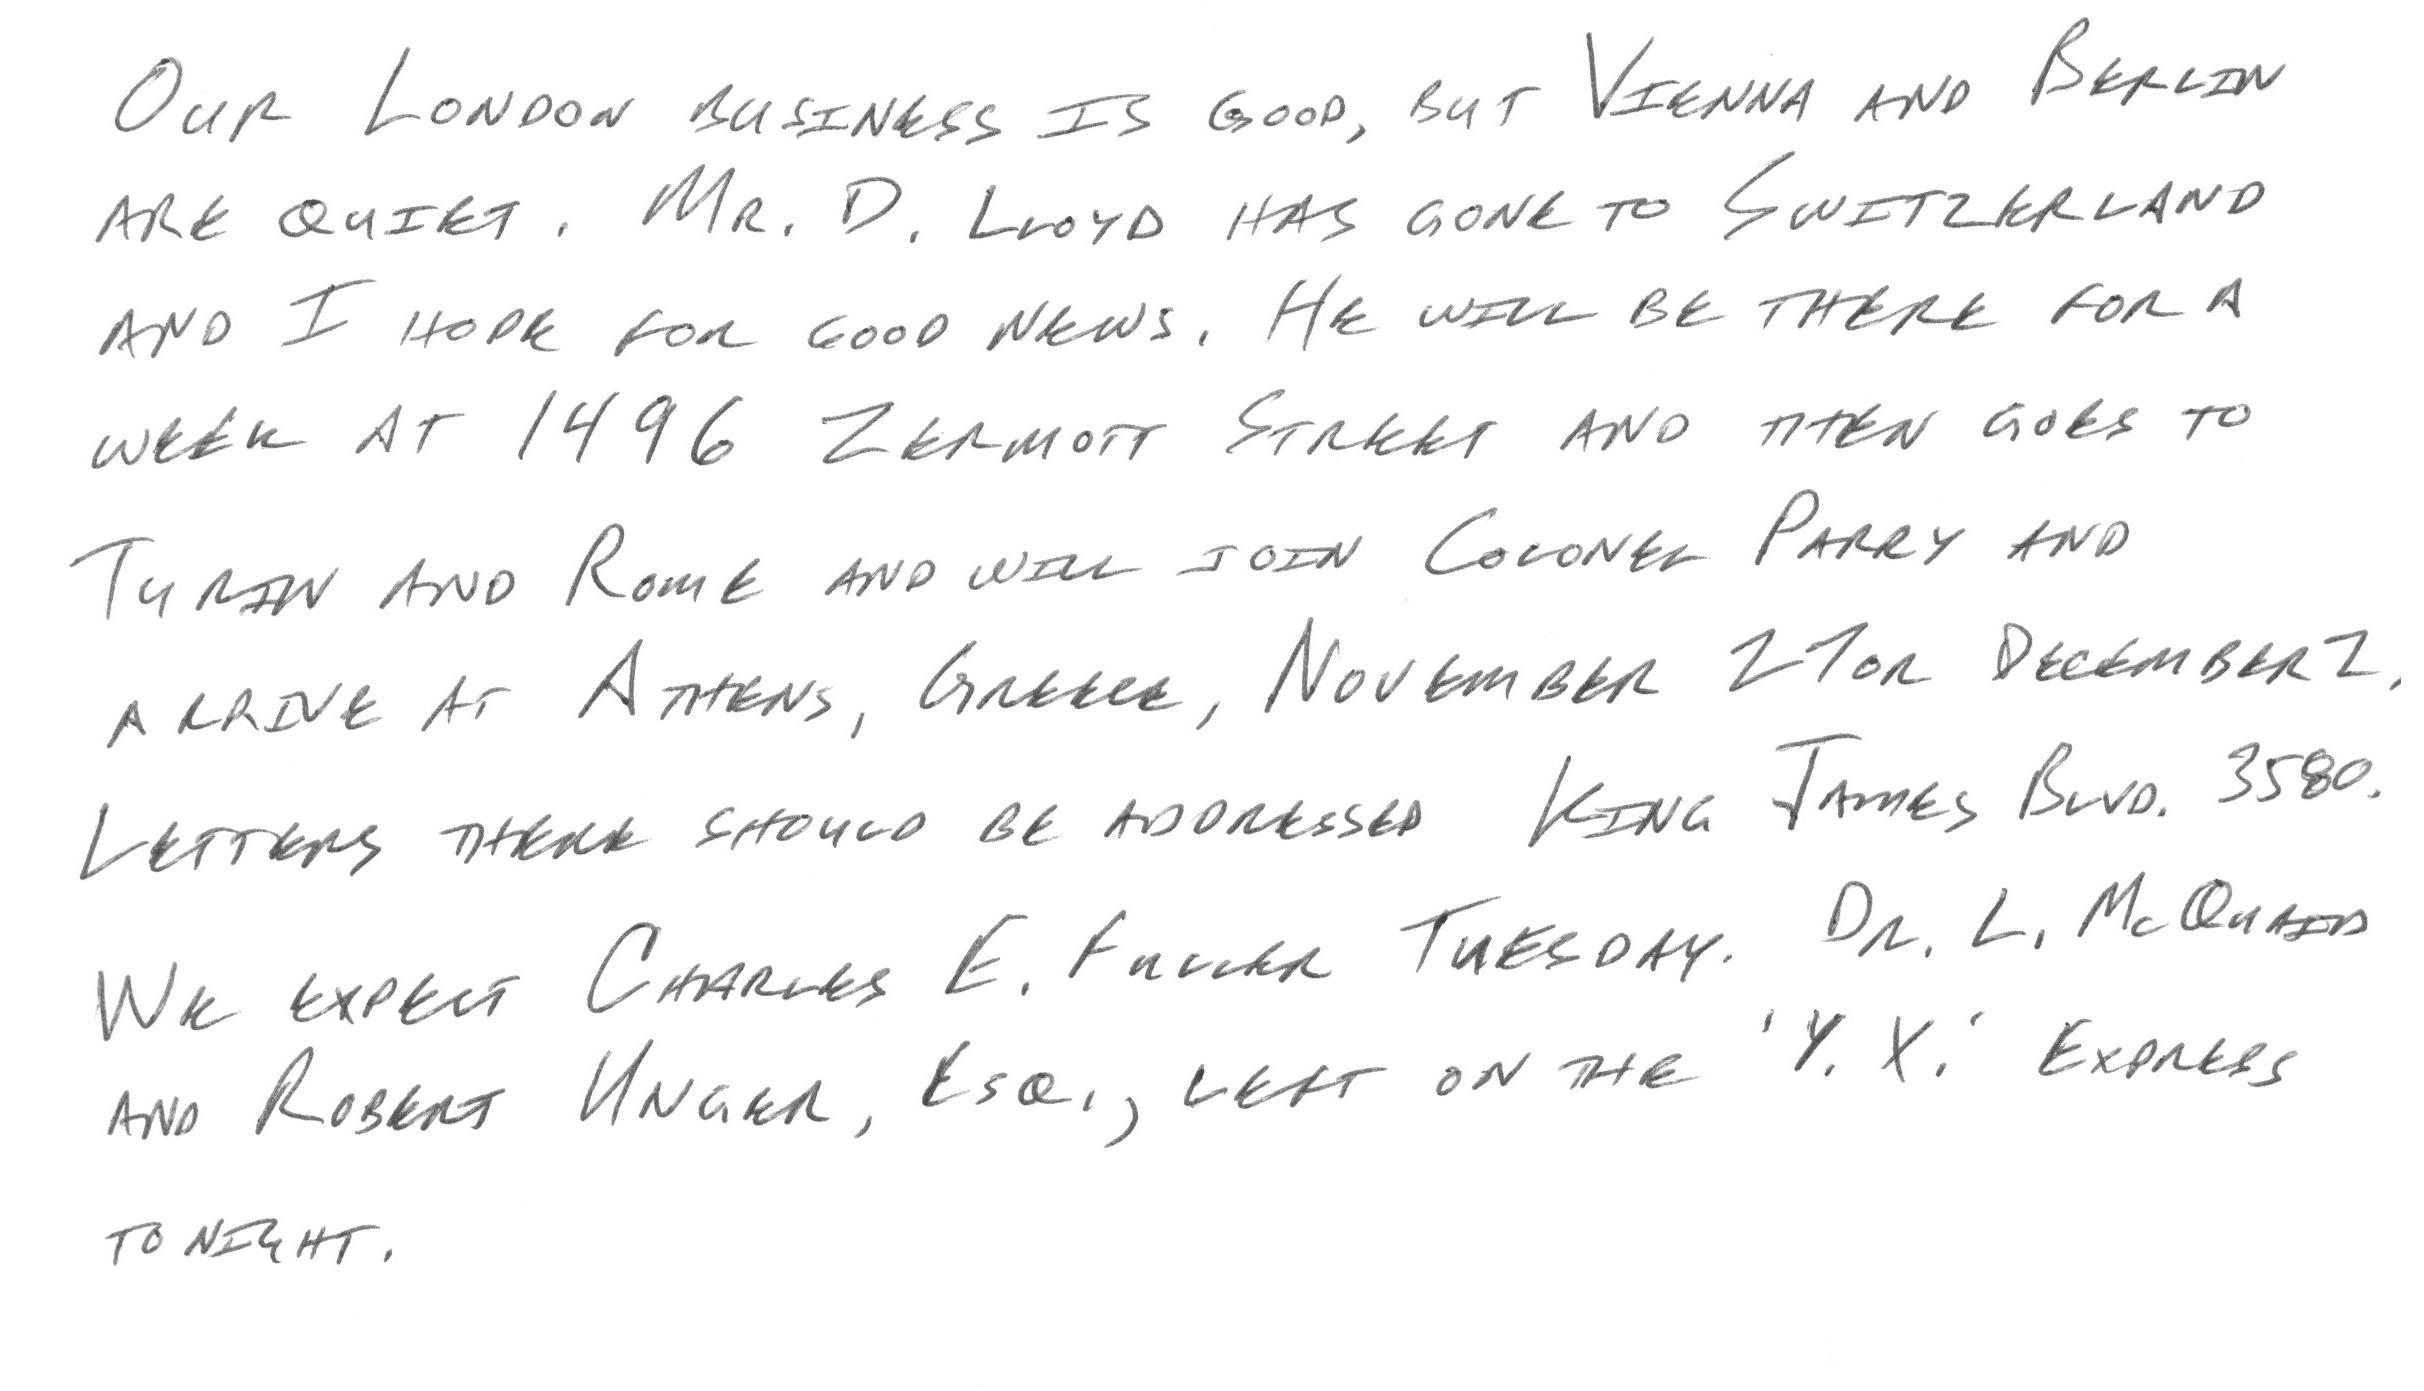 Our London business is good, but Vienna and Berlin
are quiet. Mr. D. Lloyd has gone to Switzerland
and I hope for good news. He will be there for a
week at 1496 Zermott Street and then goes to
Turin and Rome and will join Colonel Parry and
arrive at Athens, Greece, November 27 or December 2.
Letters there should be addressed King James Blvd. 3580.
We expect Charles E. Fuller Tuesday. Dr. L. McQuaid
and Robert Unger, Esq., left on the 'Y. X.' Express
tonight.